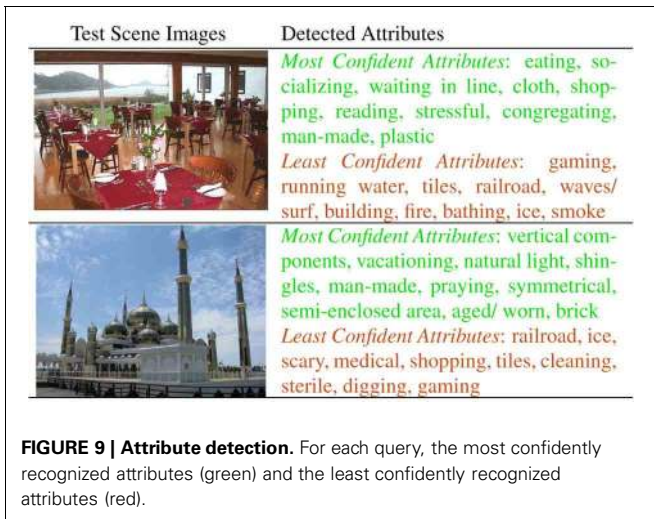 Test Scene Images
Detected Attributes
Most Confident Attributes: eating, so-
cializing, waiting in line, cloth, shop-
ping, reading, stressful, congregating,
man-made, plastic
Least Confident Attributes: gaming,
running water, tiles, railroad, waves/
surf, building, fire, bathing, ice, smoke
Most Confident Attributes: vertical com-
ponents, vacationing, natural light, shin-
gles, man-made, praying, symmetrical,
semi-enclosed area, aged/ worn, brick
Least Confident Attributes: railroad, ice,
scary, medical, shopping, tiles, cleaning,
sterile, digging, gaming
FIGURE 9 | Attribute detection. For each query, the most confidently
recognized attributes (green) and the least confidently recognized
attributes (red).